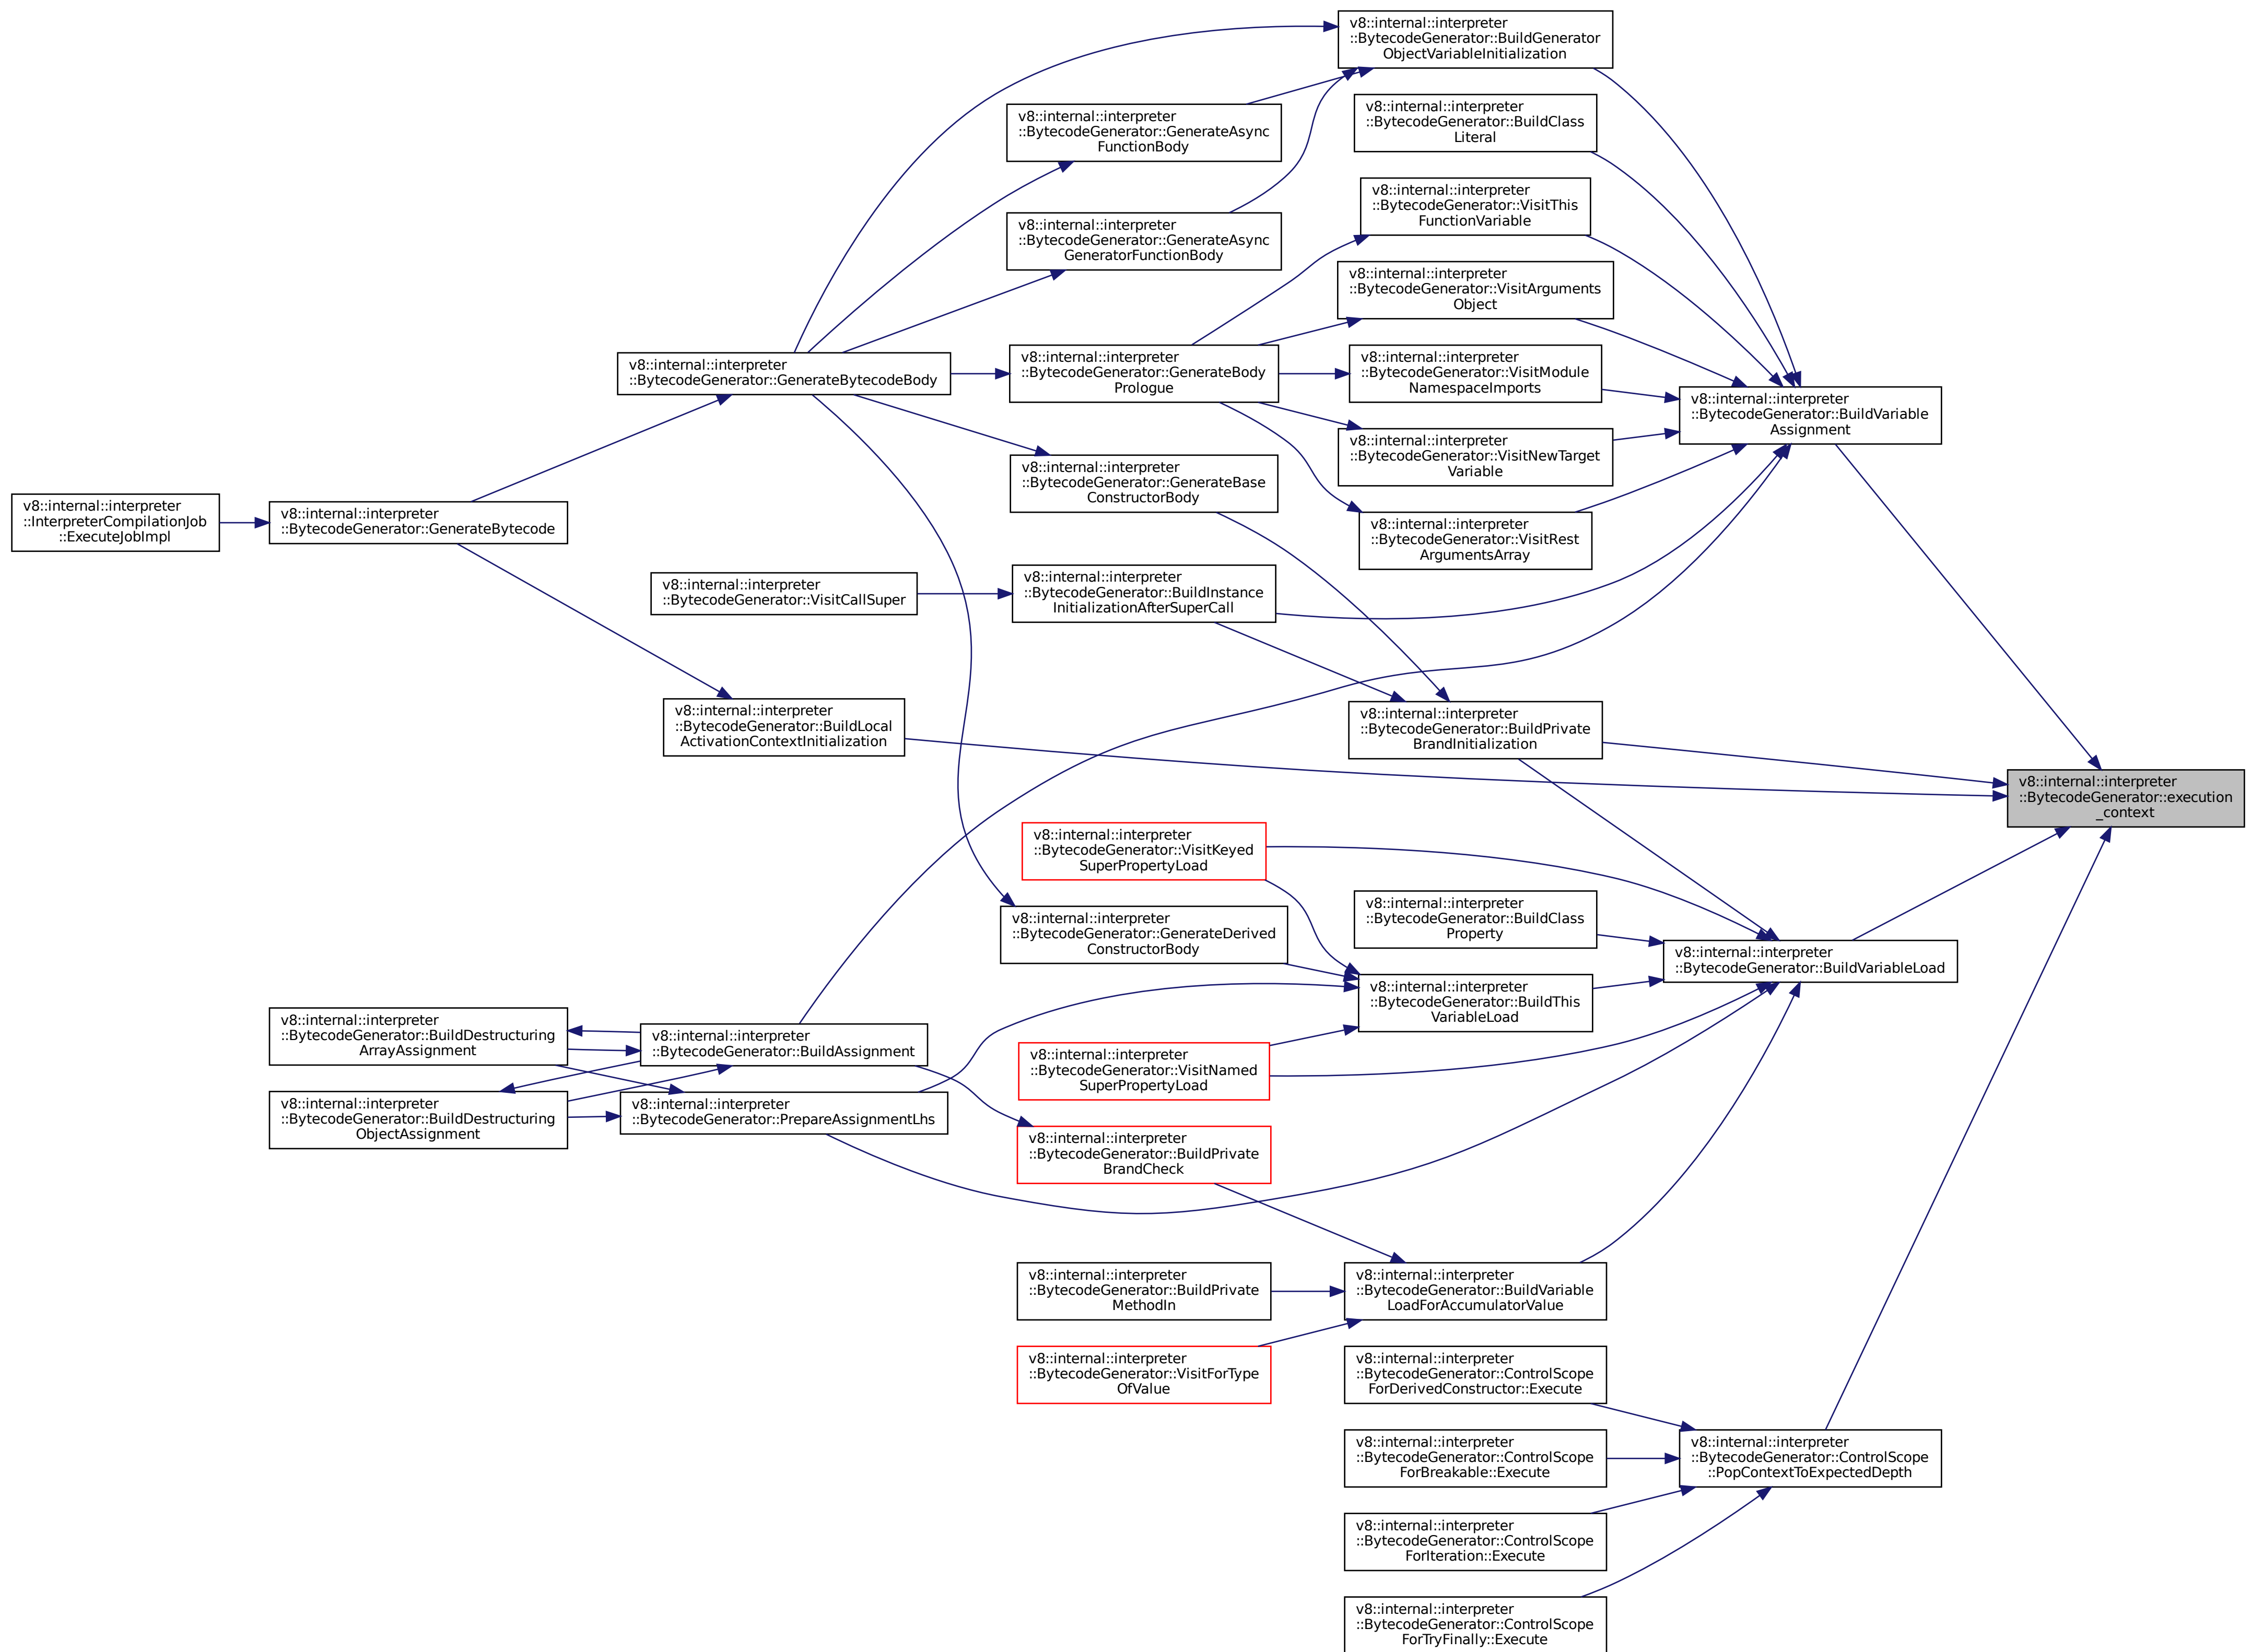 v8::internal::interpreter
::BytecodeGenerator::BuildGenerator
ObjectVariableInitialization
v8::internal::interpreter
::BytecodeGenerator::BuildClass
Literal
v8::internal::interpreter
::BytecodeGenerator::GenerateAsync
FunctionBody
v8::internal::interpreter
::BytecodeGenerator::VisitThis
FunctionVariable
v8::internal::interpreter
::BytecodeGenerator::GenerateAsync
GeneratorFunctionBody
v8::internal::interpreter
::BytecodeGenerator::VisitArguments
Object
v8::internal::interpreter
::BytecodeGenerator::GenerateBytecodeBody
v8::internal::interpreter
::BytecodeGenerator::GenerateBody
Prologue
v8::internal::interpreter
::BytecodeGenerator::VisitModule
NamespaceImports
v8::internal::interpreter
::BytecodeGenerator::BuildVariable
Assignment
v8::internal::interpreter
::BytecodeGenerator::VisitNewTarget
Variable
v8::internal::interpreter
::BytecodeGenerator::GenerateBase
ConstructorBody
v8::internal::interpreter
::InterpreterCompilationJob
::ExecuteJobImpl
v8::internal::interpreter
::BytecodeGenerator::GenerateBytecode
v8::internal::interpreter
::BytecodeGenerator::VisitRest
ArgumentsArray
v8::internal::interpreter
::BytecodeGenerator::VisitCallSuper
v8::internal::interpreter
::BytecodeGenerator::BuildInstance
InitializationAfterSuperCall
v8::internal::interpreter
::BytecodeGenerator::BuildLocal
ActivationContextInitialization
v8::internal::interpreter
::BytecodeGenerator::BuildPrivate
BrandInitialization
v8::internal::interpreter
::BytecodeGenerator::execution
_context
v8::internal::interpreter
::BytecodeGenerator::VisitKeyed
SuperPropertyLoad
v8::internal::interpreter
::BytecodeGenerator::BuildClass
Property
v8::internal::interpreter
::BytecodeGenerator::GenerateDerived
ConstructorBody
v8::internal::interpreter
::BytecodeGenerator::BuildVariableLoad
v8::internal::interpreter
::BytecodeGenerator::BuildThis
VariableLoad
v8::internal::interpreter
::BytecodeGenerator::BuildDestructuring
ArrayAssignment
v8::internal::interpreter
::BytecodeGenerator::BuildAssignment
v8::internal::interpreter
::BytecodeGenerator::VisitNamed
SuperPropertyLoad
v8::internal::interpreter
::BytecodeGenerator::BuildDestructuring
ObjectAssignment
v8::internal::interpreter
::BytecodeGenerator::PrepareAssignmentLhs
v8::internal::interpreter
::BytecodeGenerator::BuildPrivate
BrandCheck
v8::internal::interpreter
::BytecodeGenerator::BuildPrivate
MethodIn
v8::internal::interpreter
::BytecodeGenerator::BuildVariable
LoadForAccumulatorValue
v8::internal::interpreter
::BytecodeGenerator::VisitForType
OfValue
v8::internal::interpreter
::BytecodeGenerator::ControlScope
ForDerivedConstructor::Execute
v8::internal::interpreter
::BytecodeGenerator::ControlScope
ForBreakable::Execute
v8::internal::interpreter
::BytecodeGenerator::ControlScope
::PopContextToExpectedDepth
v8::internal::interpreter
::BytecodeGenerator::ControlScope
ForIteration::Execute
v8::internal::interpreter
::BytecodeGenerator::ControlScope
ForTryFinally::Execute